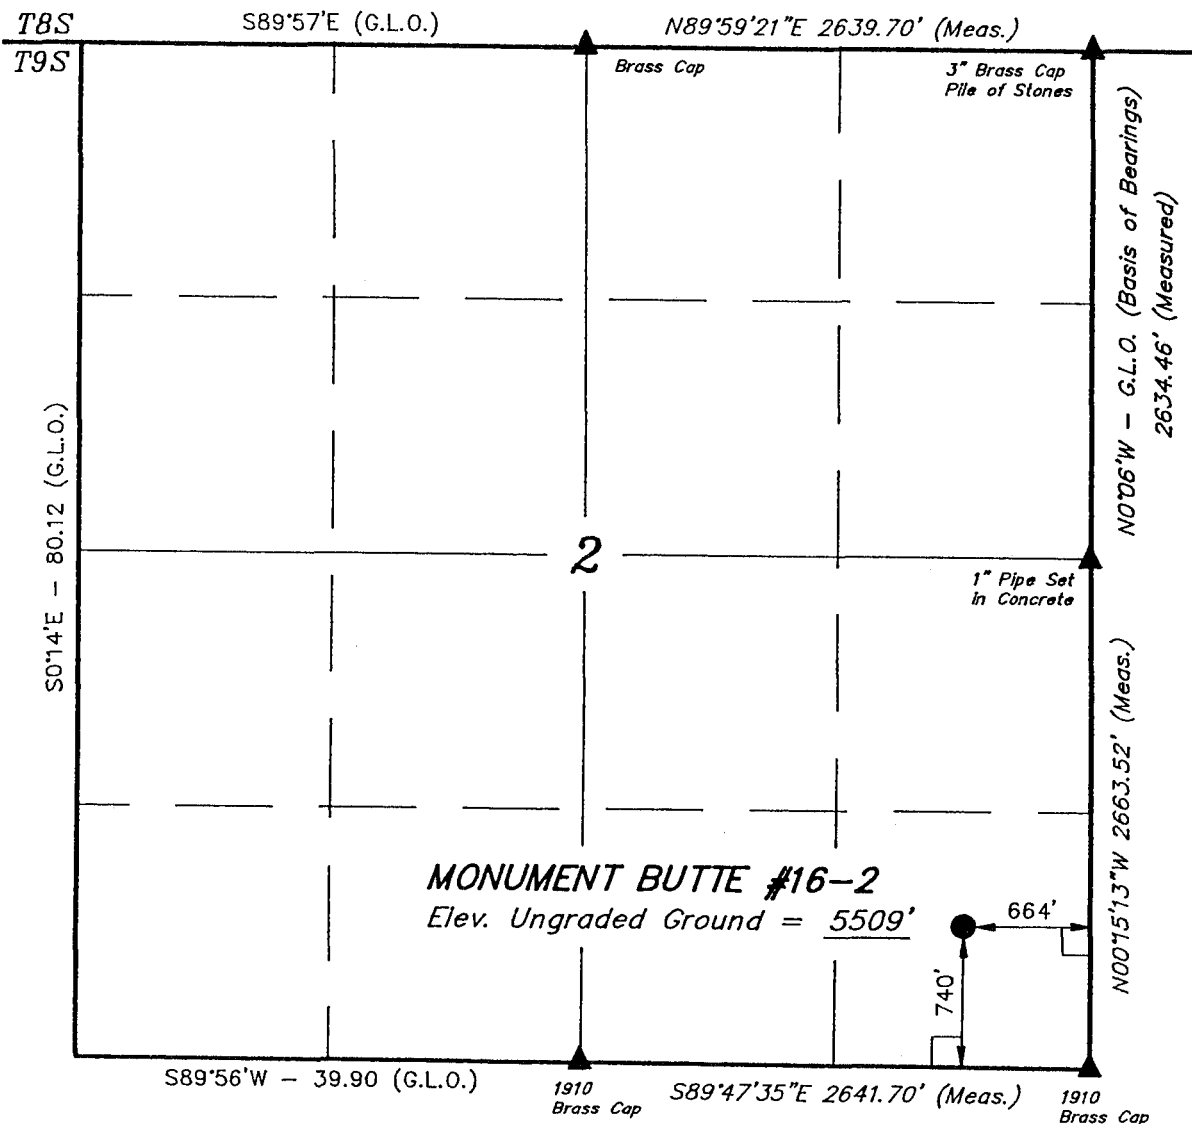 T8S
T9S
S89°57'E (G.L.O.)
N89°59'21"E 2639.70' (Meas.)
Brass Cap
3" Brass Cap
Pile of Stones
N0°06'W - G.L.O. (Basis of Bearings)
2634.46' (Measured)
S0°14'E - 80.12 (G.L.O.)
2
1" Pipe Set
in Concrete
N00°15'13"W 2663.52' (Meas.)
MONUMENT BUTTE #16-2
Elev. Ungraded Ground = 5509'
664'
740'
S89°56'W - 39.90 (G.L.O.)
1910
Brass Cap
S89°47'35"E 2641.70' (Meas.)
1910
Brass Cap